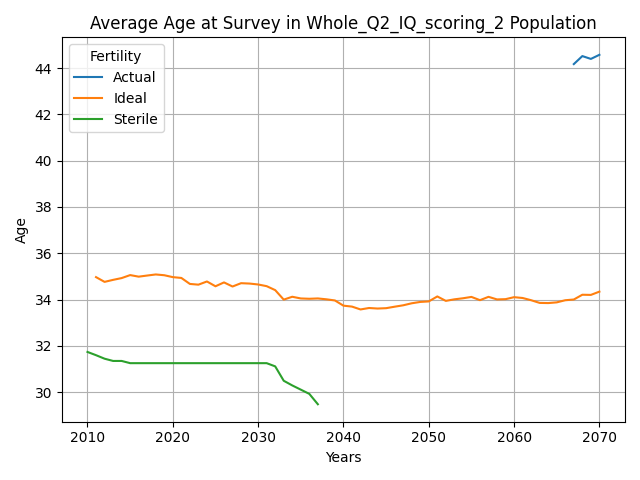 Average Age at Survey in Whole_Q2_IQ_scoring_2 Population
Fertility
Actual
Ideal
Sterile
44
42
40
38
36
34
32
30
Age
2010
2020
2030
2040
2050
2060
2070
Years